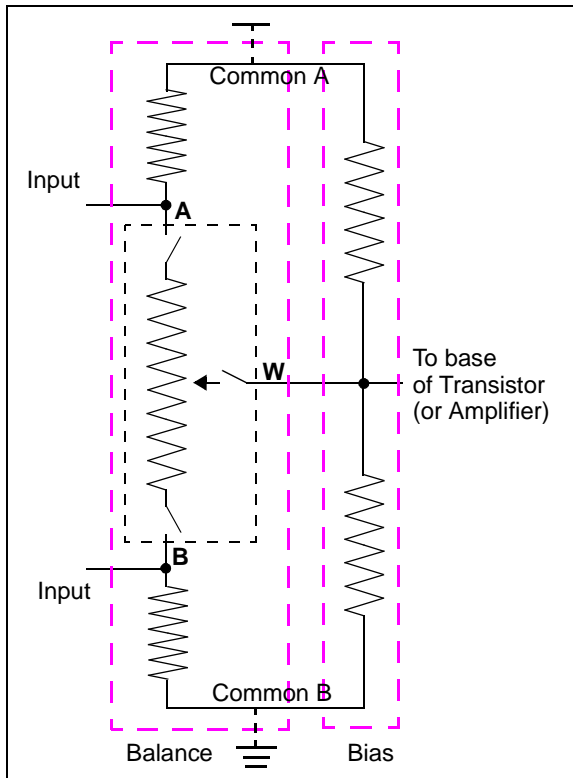 Common A
Input
A
W
To base
of Transistor
(or Amplifier)
B
Input
Common B
Balance
Bias